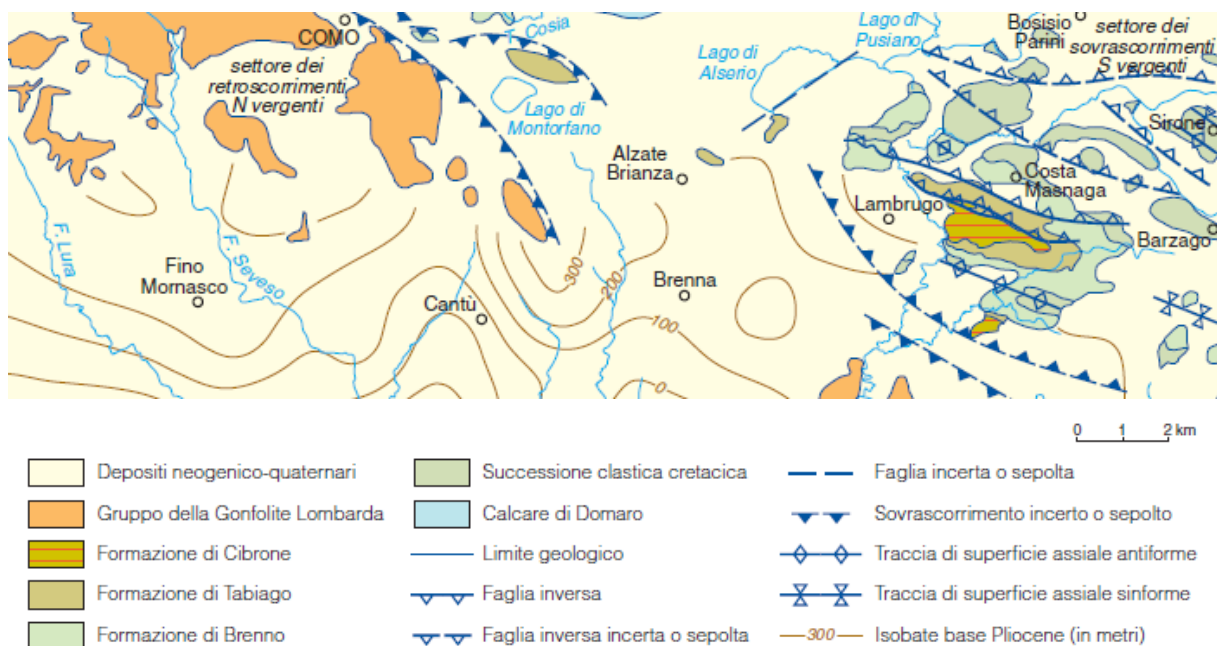 COMO
T. Cosia
Lago di
Pusiano
Bosisio
Parini
settore dei
sovrascorrimenti
S vergenti
settore dei
retroscorrimenti
N vergenti
Lago di
Alserio
Lago di
Montorfano
Sirone
Alzate
Brianza
Costa
Masnaga
Lambrugo
Barzago
F. Lura
F. Seveso
Fino
Mornasco
300
200
Brenna
Cantù
100
0
0 1 2 km
Depositi neogenico-quaternari
Gruppo della Gonfolite Lombarda
Formazione di Cibrone
Formazione di Tabiago
Formazione di Brenno
Successione clastica cretacica
Calcare di Domaro
Limite geologico
Faglia inversa
Faglia inversa incerta o sepolta
Faglia incerta o sepolta
Sovrascorrimento incerto o sepolto
Traccia di superficie assiale antiforme
Traccia di superficie assiale sinforme
300 Isobate base Pliocene (in metri)